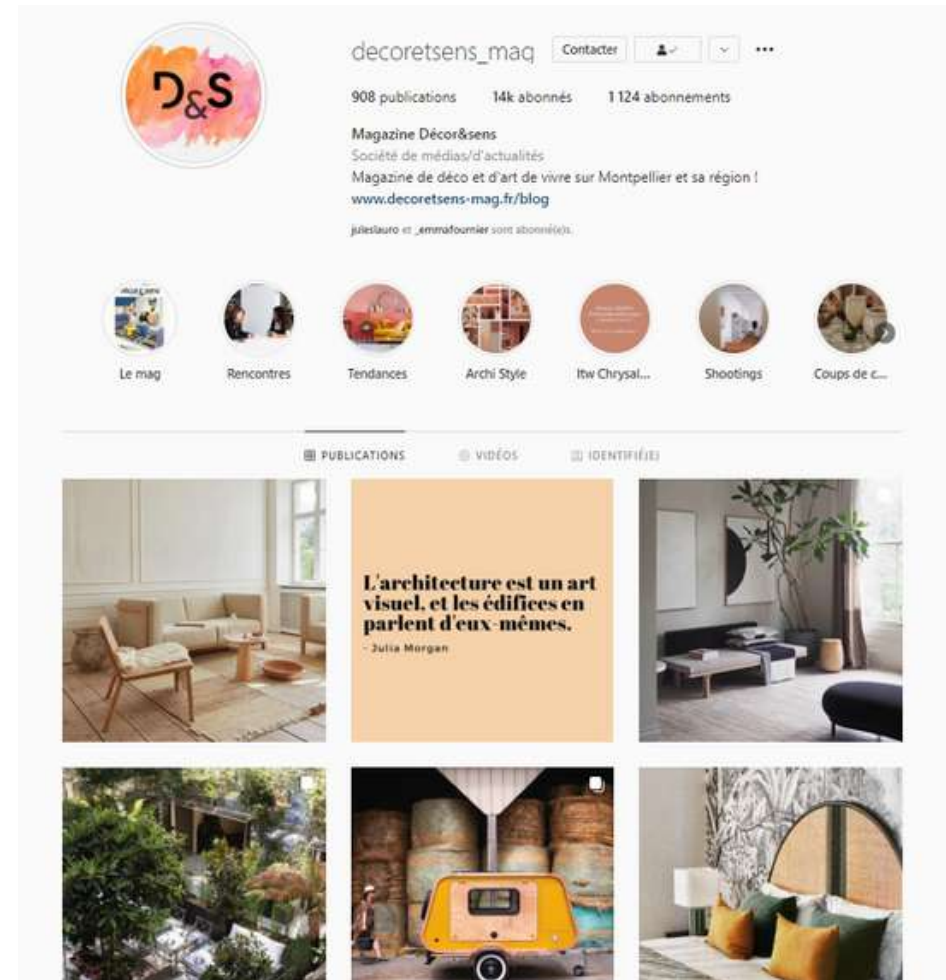 D&S
decoretsens_mag
Contacter
908 publications 14k abonnés 1 124 abonnements
Magazine Décor&sens
Société de médias/d'actualités
Magazine de déco et d'art de vivre sur Montpellier et sa région !
www.decoretsens-mag.fr/blog
juleslauro et _emmafournier sont abonné(e)s.
Le mag Rencontres Tendances Archi Style Itw Chrysal... Shootings Coups de c...
PUBLICATIONS VIDÉOS IDENTIFIÉ(E)
L'architecture est un art
visuel, et les édifices en
parlent d'eux-mêmes.
- Julia Morgan